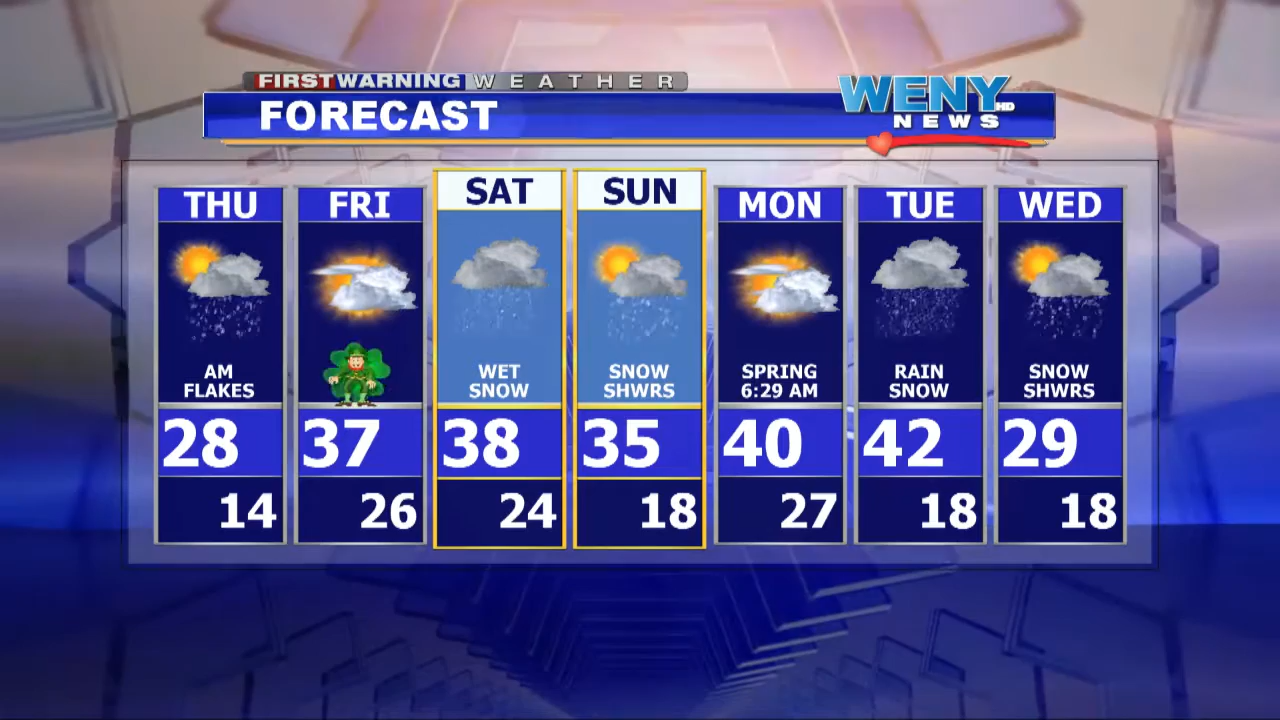 FIRST WARNING WEATHER
FORECAST
WENY HD
NEWS
THU FRI SAT SUN MON TUE WED
AM
FLAKES
WET
SNOW
SNOW
SHWRS
SPRING
6:29 AM
RAIN
SNOW
SNOW
SHWRS
28 37 38 35 40 42 29
14 26 24 18 27 18 18